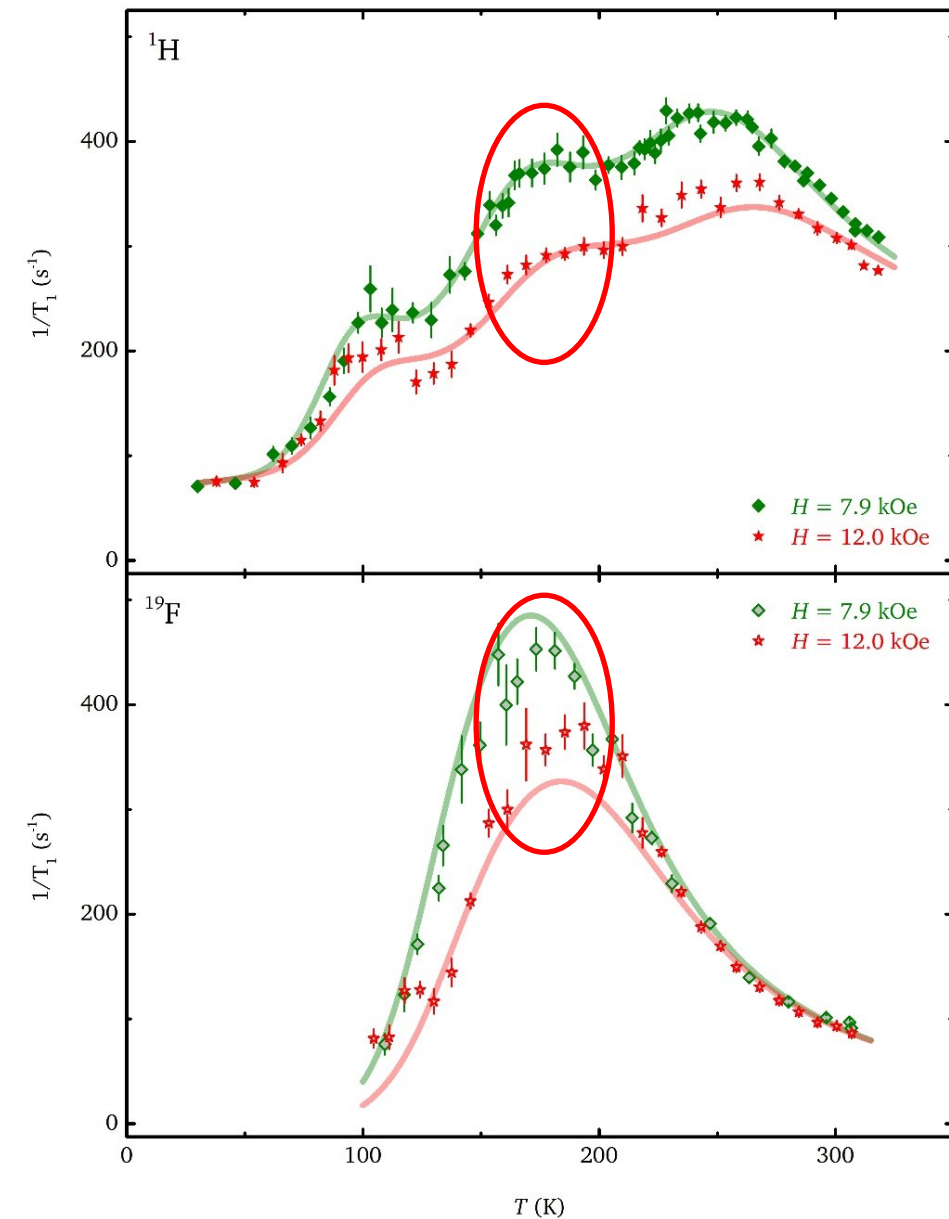 ¹H
400
200
0
1/T₁ (s⁻¹)
H = 7.9 kOe
H = 12.0 kOe
¹⁹F
H = 7.9 kOe
H = 12.0 kOe
400
200
0
1/T₁ (s⁻¹)
0 100 200 300
T (K)